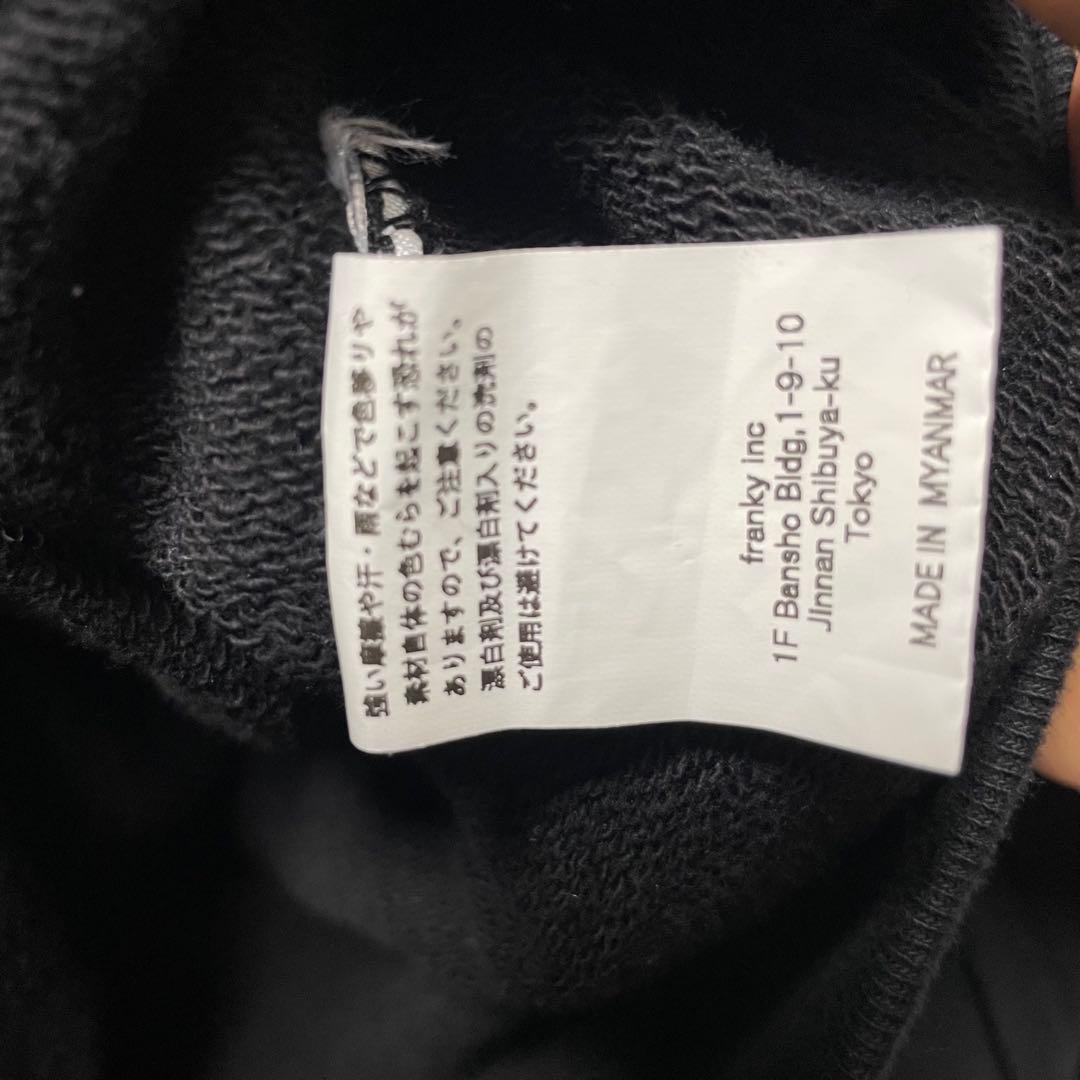 強い摩擦や汗・雨などで色移りや
素材自体の色むらを起こす恐れが
ありますので、ご注意ください。
漂白剤及び漂白剤入りの洗剤の
ご使用は避けてください。
franky inc
1F Bansho Bldg,1-9-10
JInnan Shibuya-ku
Tokyo
MADE IN MYANMAR